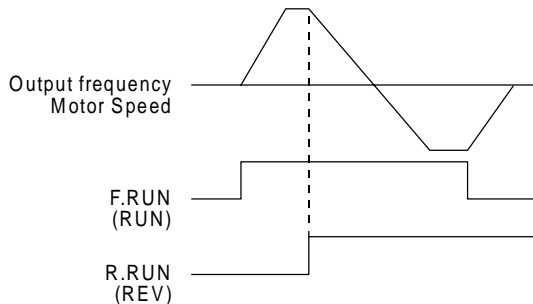 Output frequency
Motor Speed
F.RUN
(RUN)
R.RUN
(REV)